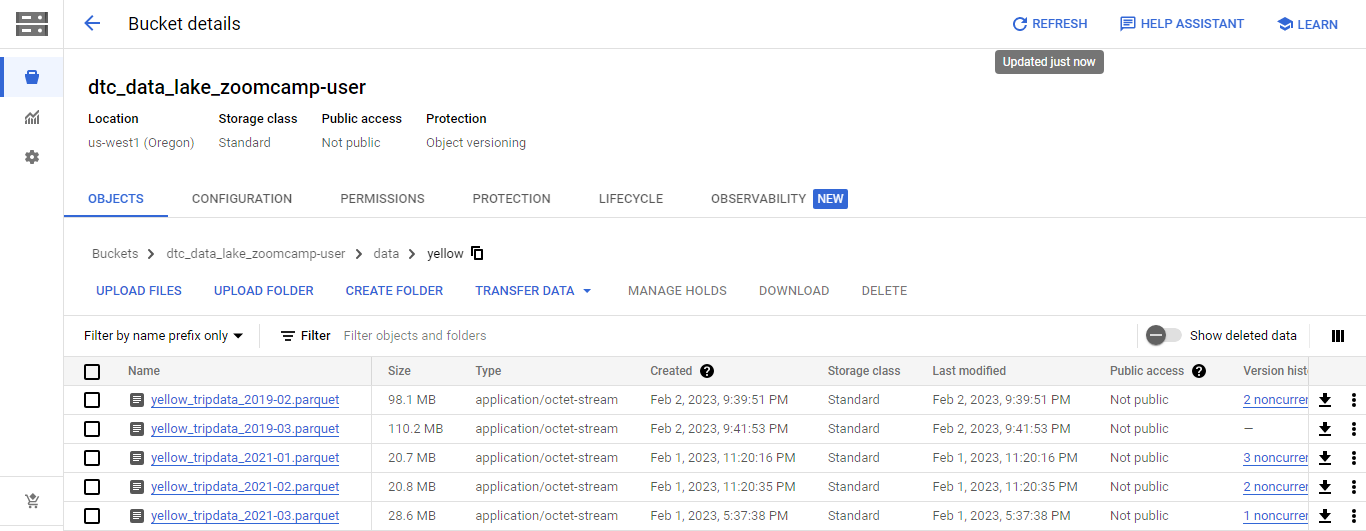 Bucket details REFRESH HELP ASSISTANT LEARN
Updated just now
dtc_data_lake_zoomcamp-user
Location Storage class Public access Protection
us-west1 (Oregon) Standard Not public Object versioning
OBJECTS CONFIGURATION PERMISSIONS PROTECTION LIFECYCLE OBSERVABILITY NEW
Buckets > dtc_data_lake_zoomcamp-user > data > yellow
UPLOAD FILES UPLOAD FOLDER CREATE FOLDER TRANSFER DATA MANAGE HOLDS DOWNLOAD DELETE
Filter by name prefix only Filter Filter objects and folders Show deleted data
Name Size Type Created Storage class Last modified Public access Version hist
yellow_tripdata_2019-02.parquet 98.1 MB application/octet-stream Feb 2, 2023, 9:39:51 PM Standard Feb 2, 2023, 9:39:51 PM Not public 2 noncurrer
yellow_tripdata_2019-03.parquet 110.2 MB application/octet-stream Feb 2, 2023, 9:41:53 PM Standard Feb 2, 2023, 9:41:53 PM Not public —
yellow_tripdata_2021-01.parquet 20.7 MB application/octet-stream Feb 1, 2023, 11:20:16 PM Standard Feb 1, 2023, 11:20:16 PM Not public 3 noncurrer
yellow_tripdata_2021-02.parquet 20.8 MB application/octet-stream Feb 1, 2023, 11:20:35 PM Standard Feb 1, 2023, 11:20:35 PM Not public 2 noncurrer
yellow_tripdata_2021-03.parquet 28.6 MB application/octet-stream Feb 1, 2023, 5:37:38 PM Standard Feb 1, 2023, 5:37:38 PM Not public 1 noncurrer